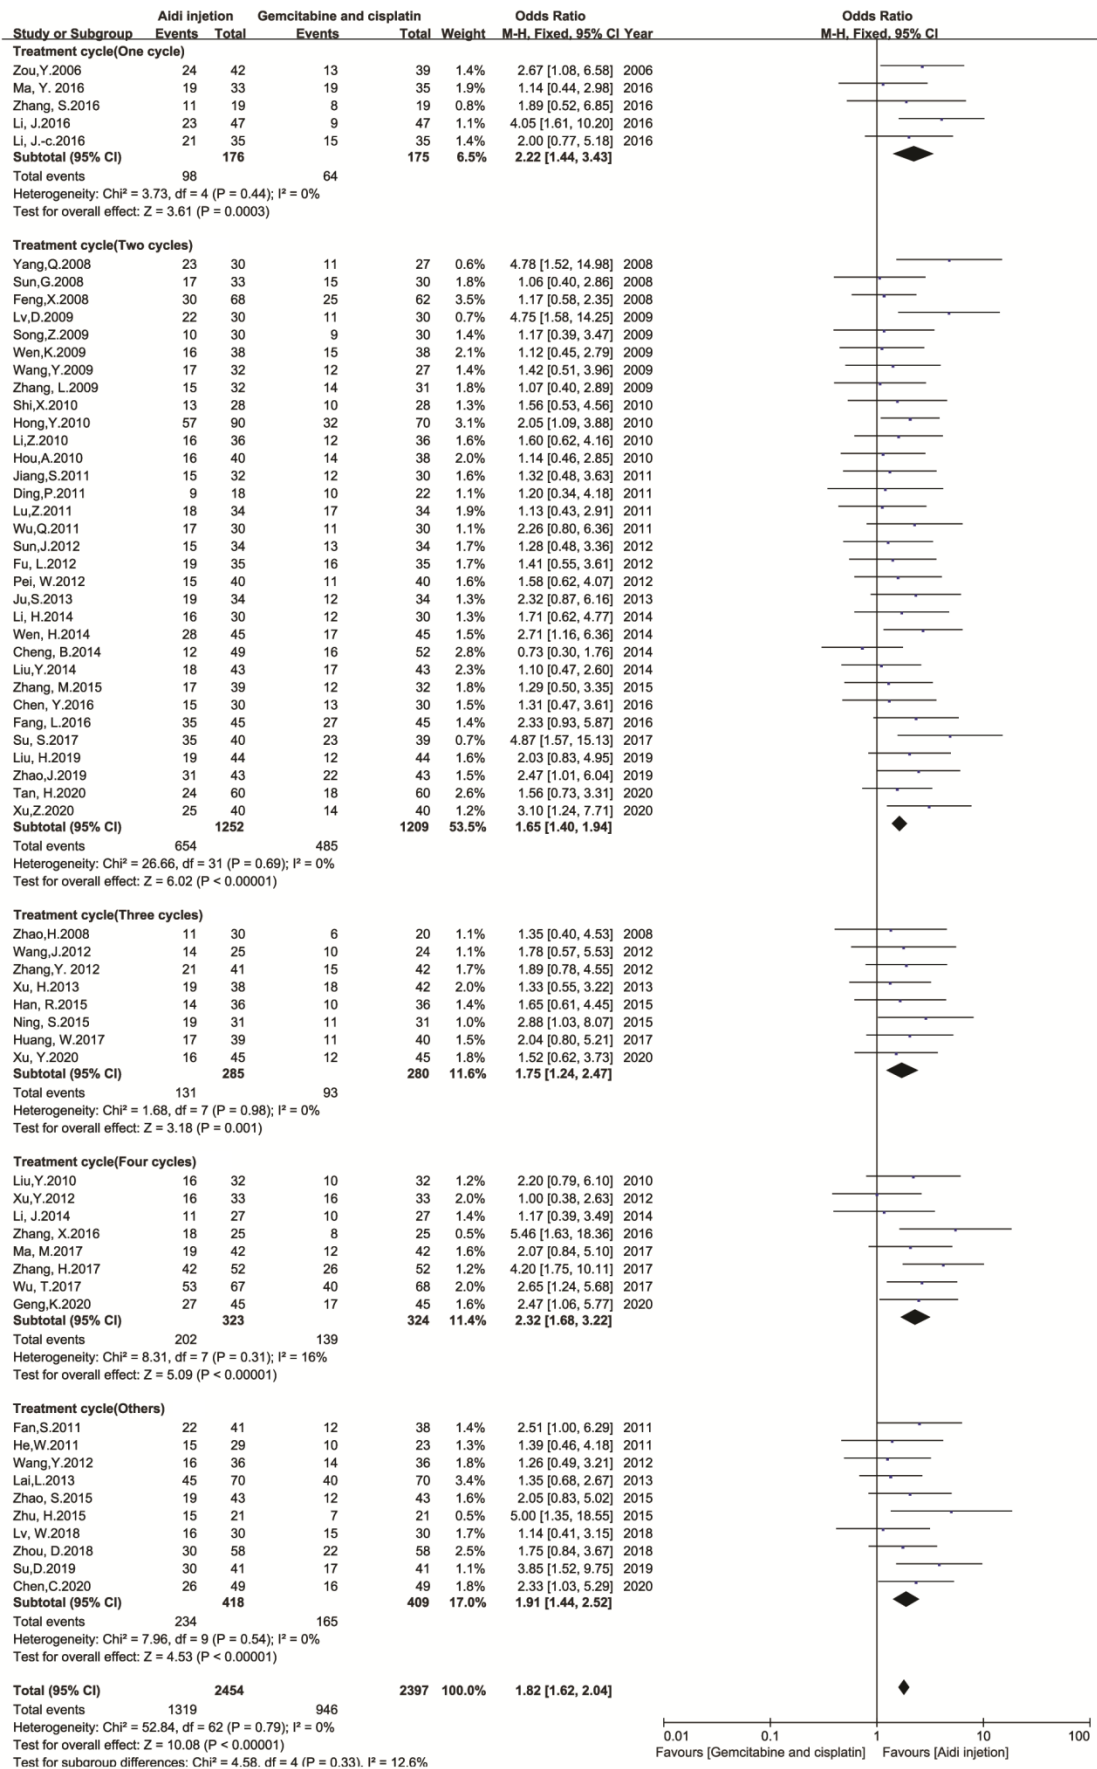 Aidi injetion Gemcitabine and cisplatin Odds Ratio Odds Ratio
Study or Subgroup Events Total Events Total Weight M-H, Fixed, 95% CI Year M-H, Fixed, 95% CI
Treatment cycle(One cycle)
Zou,Y.2006 24 42 13 39 1.4% 2.67 [1.08, 6.58] 2006
Ma, Y. 2016 19 33 19 35 1.9% 1.14 [0.44, 2.98] 2016
Zhang, S.2016 11 19 8 19 0.8% 1.89 [0.52, 6.85] 2016
Li, J.2016 23 47 9 47 1.1% 4.05 [1.61, 10.20] 2016
Li, J.-c.2016 21 35 15 35 1.4% 2.00 [0.77, 5.18] 2016
Subtotal (95% CI) 176 175 6.5% 2.22 [1.44, 3.43]
Total events 98 64
Heterogeneity: Chi² = 3.73, df = 4 (P = 0.44); I² = 0%
Test for overall effect: Z = 3.61 (P = 0.0003)
Treatment cycle(Two cycles)
Yang,Q.2008 23 30 11 27 0.6% 4.78 [1.52, 14.98] 2008
Sun,G.2008 17 33 15 30 1.8% 1.06 [0.40, 2.86] 2008
Feng,X.2008 30 68 25 62 3.5% 1.17 [0.58, 2.35] 2008
Lv,D.2009 22 30 11 30 0.7% 4.75 [1.58, 14.25] 2009
Song,Z.2009 10 30 9 30 1.4% 1.17 [0.39, 3.47] 2009
Wen,K.2009 16 38 15 38 2.1% 1.12 [0.45, 2.79] 2009
Wang,Y.2009 17 32 12 27 1.4% 1.42 [0.51, 3.96] 2009
Zhang, L.2009 15 32 14 31 1.8% 1.07 [0.40, 2.89] 2009
Shi,X.2010 13 28 10 28 1.3% 1.56 [0.53, 4.56] 2010
Hong,Y.2010 57 90 32 70 3.1% 2.05 [1.09, 3.88] 2010
Li,Z.2010 16 36 12 36 1.6% 1.60 [0.62, 4.16] 2010
Hou,A.2010 16 40 14 38 2.0% 1.14 [0.46, 2.85] 2010
Jiang,S.2011 15 32 12 30 1.6% 1.32 [0.48, 3.63] 2011
Ding,P.2011 9 18 10 22 1.1% 1.20 [0.34, 4.18] 2011
Lu,Z.2011 18 34 17 34 1.9% 1.13 [0.43, 2.91] 2011
Wu,Q.2011 17 30 11 30 1.1% 2.26 [0.80, 6.36] 2011
Sun,J.2012 15 34 13 34 1.7% 1.28 [0.48, 3.36] 2012
Fu, L.2012 19 35 16 35 1.7% 1.41 [0.55, 3.61] 2012
Pei, W.2012 15 40 11 40 1.6% 1.58 [0.62, 4.07] 2012
Ju,S.2013 19 34 12 34 1.3% 2.32 [0.87, 6.16] 2013
Li, H.2014 16 30 12 30 1.3% 1.71 [0.62, 4.77] 2014
Wen, H.2014 28 45 17 45 1.5% 2.71 [1.16, 6.36] 2014
Cheng, B.2014 12 49 16 52 2.8% 0.73 [0.30, 1.76] 2014
Liu,Y.2014 18 43 17 43 2.3% 1.10 [0.47, 2.60] 2014
Zhang, M.2015 17 39 12 32 1.8% 1.29 [0.50, 3.35] 2015
Chen, Y.2016 15 30 13 30 1.5% 1.31 [0.47, 3.61] 2016
Fang, L.2016 35 45 27 45 1.4% 2.33 [0.93, 5.87] 2016
Su, S.2017 35 40 23 39 0.7% 4.87 [1.57, 15.13] 2017
Liu, H.2019 19 44 12 44 1.6% 2.03 [0.83, 4.95] 2019
Zhao,J.2019 31 43 22 43 1.5% 2.47 [1.01, 6.04] 2019
Tan, H.2020 24 60 18 60 2.6% 1.56 [0.73, 3.31] 2020
Xu,Z.2020 25 40 14 40 1.2% 3.10 [1.24, 7.71] 2020
Subtotal (95% CI) 1252 1209 53.5% 1.65 [1.40, 1.94]
Total events 654 485
Heterogeneity: Chi² = 26.66, df = 31 (P = 0.69); I² = 0%
Test for overall effect: Z = 6.02 (P < 0.00001)
Treatment cycle(Three cycles)
Zhao,H.2008 11 30 6 20 1.1% 1.35 [0.40, 4.53] 2008
Wang,J.2012 14 25 10 24 1.1% 1.78 [0.57, 5.53] 2012
Zhang,Y. 2012 21 41 15 42 1.7% 1.89 [0.78, 4.55] 2012
Xu, H.2013 19 38 18 42 2.0% 1.33 [0.55, 3.22] 2013
Han, R.2015 14 36 10 36 1.4% 1.65 [0.61, 4.45] 2015
Ning, S.2015 19 31 11 31 1.0% 2.88 [1.03, 8.07] 2015
Huang, W.2017 17 39 11 40 1.4% 2.04 [0.80, 5.21] 2017
Xu, Y.2020 16 45 12 45 1.8% 1.52 [0.62, 3.73] 2020
Subtotal (95% CI) 285 280 11.6% 1.75 [1.24, 2.47]
Total events 131 93
Heterogeneity: Chi² = 1.68, df = 7 (P = 0.98); I² = 0%
Test for overall effect: Z = 3.18 (P = 0.001)
Treatment cycle(Four cycles)
Liu,Y.2010 16 32 10 32 1.2% 2.20 [0.79, 6.10] 2010
Xu,Y.2012 16 33 16 33 2.0% 1.00 [0.38, 2.63] 2012
Li, J.2014 11 27 10 27 1.4% 1.17 [0.39, 3.49] 2014
Zhang, X.2016 18 25 8 25 0.5% 5.46 [1.63, 18.36] 2016
Ma, M.2017 19 42 12 42 1.6% 2.07 [0.84, 5.10] 2017
Zhang, H.2017 42 52 26 52 1.2% 4.20 [1.75, 10.11] 2017
Wu, T.2017 53 67 40 68 2.0% 2.65 [1.24, 5.68] 2017
Geng,K.2020 27 45 17 45 1.6% 2.47 [1.06, 5.77] 2020
Subtotal (95% CI) 323 324 11.4% 2.32 [1.68, 3.22]
Total events 202 139
Heterogeneity: Chi² = 8.31, df = 7 (P = 0.31); I² = 16%
Test for overall effect: Z = 5.09 (P < 0.00001)
Treatment cycle(Others)
Fan,S.2011 22 41 12 38 1.4% 2.51 [1.00, 6.29] 2011
He,W.2011 15 29 10 23 1.3% 1.39 [0.46, 4.18] 2011
Wang,Y.2012 16 36 14 36 1.8% 1.26 [0.49, 3.21] 2012
Lai,L.2013 45 70 40 70 3.4% 1.35 [0.68, 2.67] 2013
Zhao, S.2015 19 43 12 43 1.6% 2.05 [0.83, 5.02] 2015
Zhu, H.2015 15 21 7 21 0.5% 5.00 [1.35, 18.55] 2015
Lv, W.2018 16 30 15 30 1.7% 1.14 [0.41, 3.15] 2018
Zhou, D.2018 30 58 22 58 2.5% 1.75 [0.84, 3.67] 2018
Su,D.2019 30 41 17 41 1.1% 3.85 [1.52, 9.75] 2019
Chen,C.2020 26 49 16 49 1.8% 2.33 [1.03, 5.29] 2020
Subtotal (95% CI) 418 409 17.0% 1.91 [1.44, 2.52]
Total events 234 165
Heterogeneity: Chi² = 7.96, df = 9 (P = 0.54); I² = 0%
Test for overall effect: Z = 4.53 (P < 0.00001)
Total (95% CI) 2454 2397 100.0% 1.82 [1.62, 2.04]
Total events 1319 946
Heterogeneity: Chi² = 52.84, df = 62 (P = 0.79); I² = 0%
Test for overall effect: Z = 10.08 (P < 0.00001)
Test for subgroup differences: Chi² = 4.58, df = 4 (P = 0.33), I² = 12.6%
0.01 0.1 1 10 100
Favours [Gemcitabine and cisplatin] Favours [Aidi injetion]